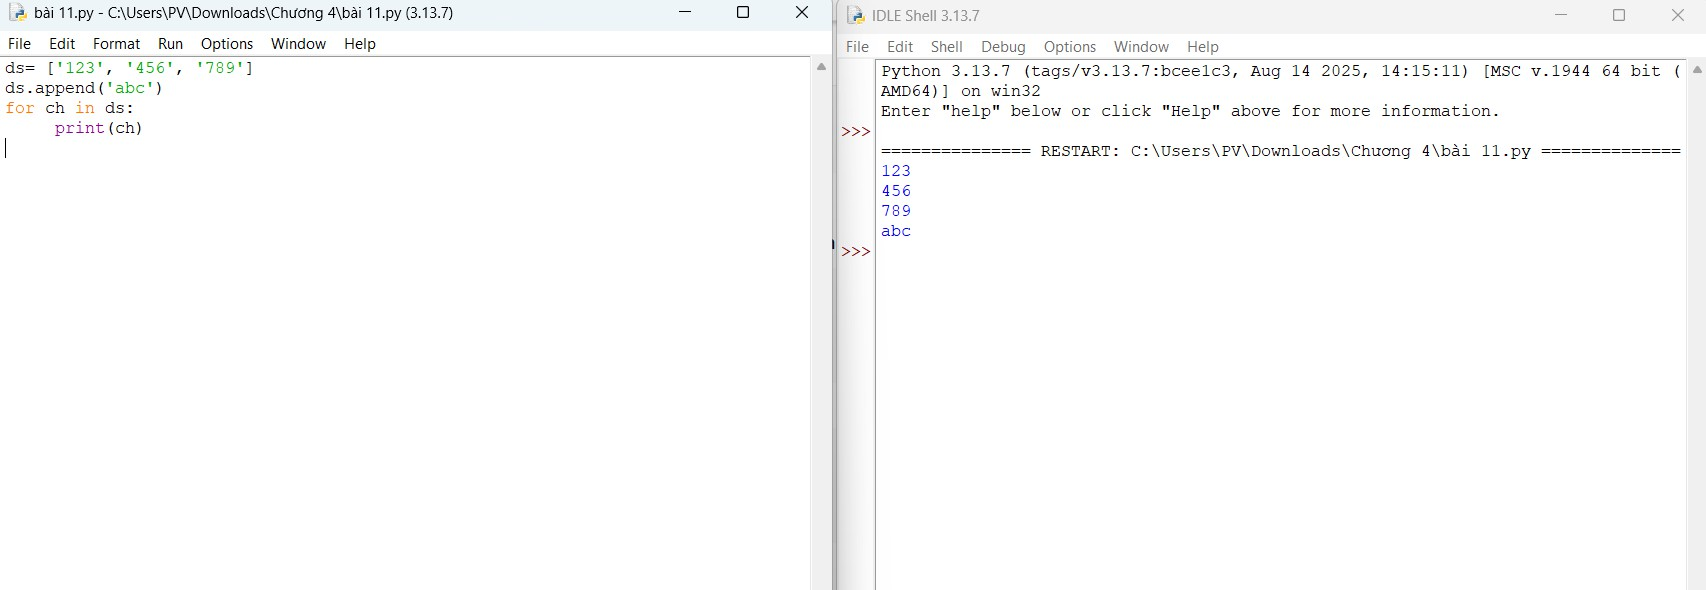 bài 11.py - C:\Users\PV\Downloads\Chương 4\bài 11.py (3.13.7)
File Edit Format Run Options Window Help
ds= ['123', '456', '789']
ds.append('abc')
for ch in ds:
     print(ch)
IDLE Shell 3.13.7
File Edit Shell Debug Options Window Help
Python 3.13.7 (tags/v3.13.7:bcee1c3, Aug 14 2025, 14:15:11) [MSC v.1944 64 bit (
AMD64)] on win32
Enter "help" below or click "Help" above for more information.
>>>
=============== RESTART: C:\Users\PV\Downloads\Chương 4\bài 11.py ==============
123
456
789
abc
>>>